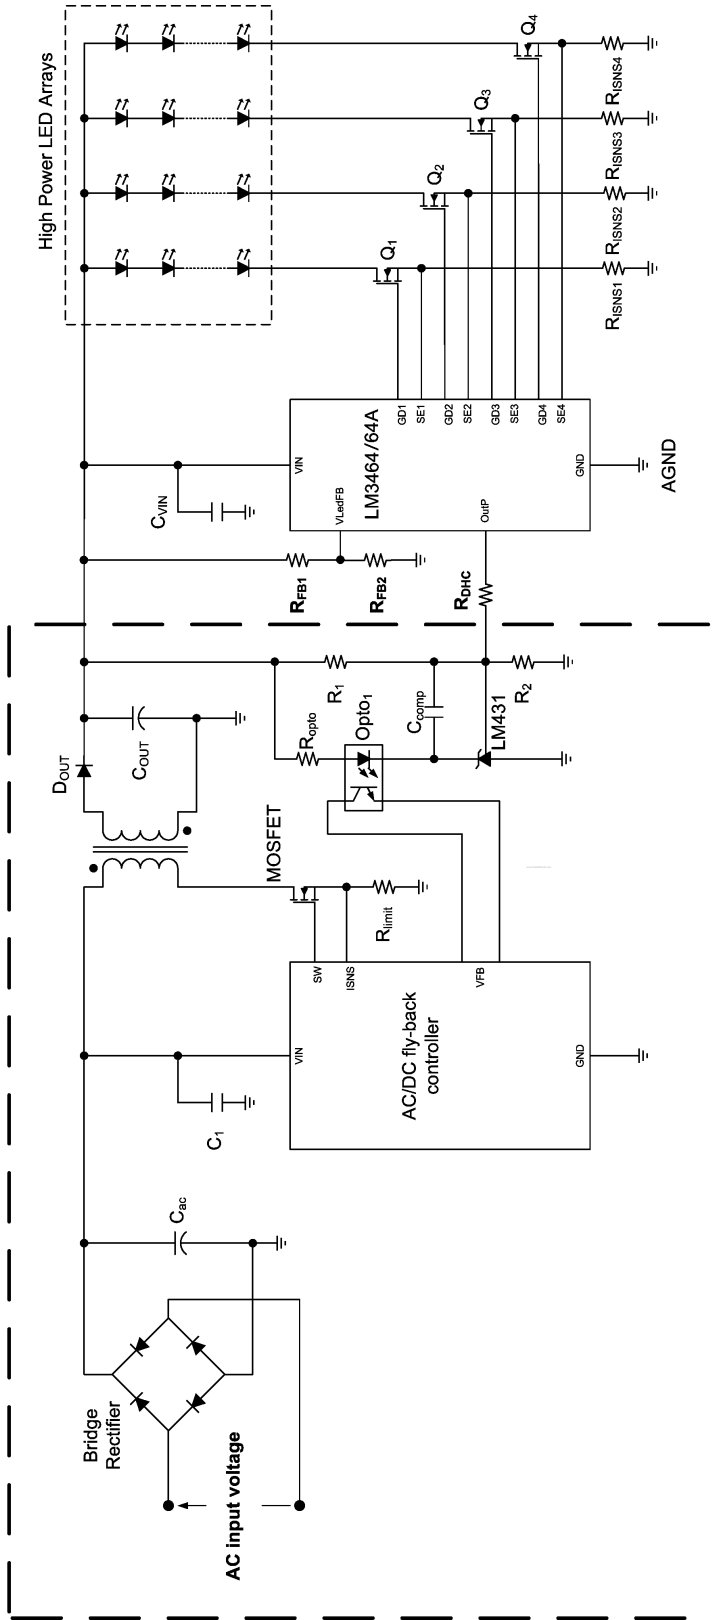 High Power LED Arrays
Q4
Q3
Q2
Q1
RISNS4
RISNS3
RISNS2
RISNS1
LM3464/64A
VIN
VLedFB
OutP
GND
GD1
SE1
GD2
SE2
GD3
SE3
GD4
SE4
AGND
CVIN
RFB1
RFB2
RDHC
DOUT
COUT
R1
R2
Ropto
Opto1
Ccomp
LM431
MOSFET
Rlimit
AC/DC fly-back
controller
VIN
SW
ISNS
VFB
GND
C1
Cac
Bridge
Rectifier
AC input voltage